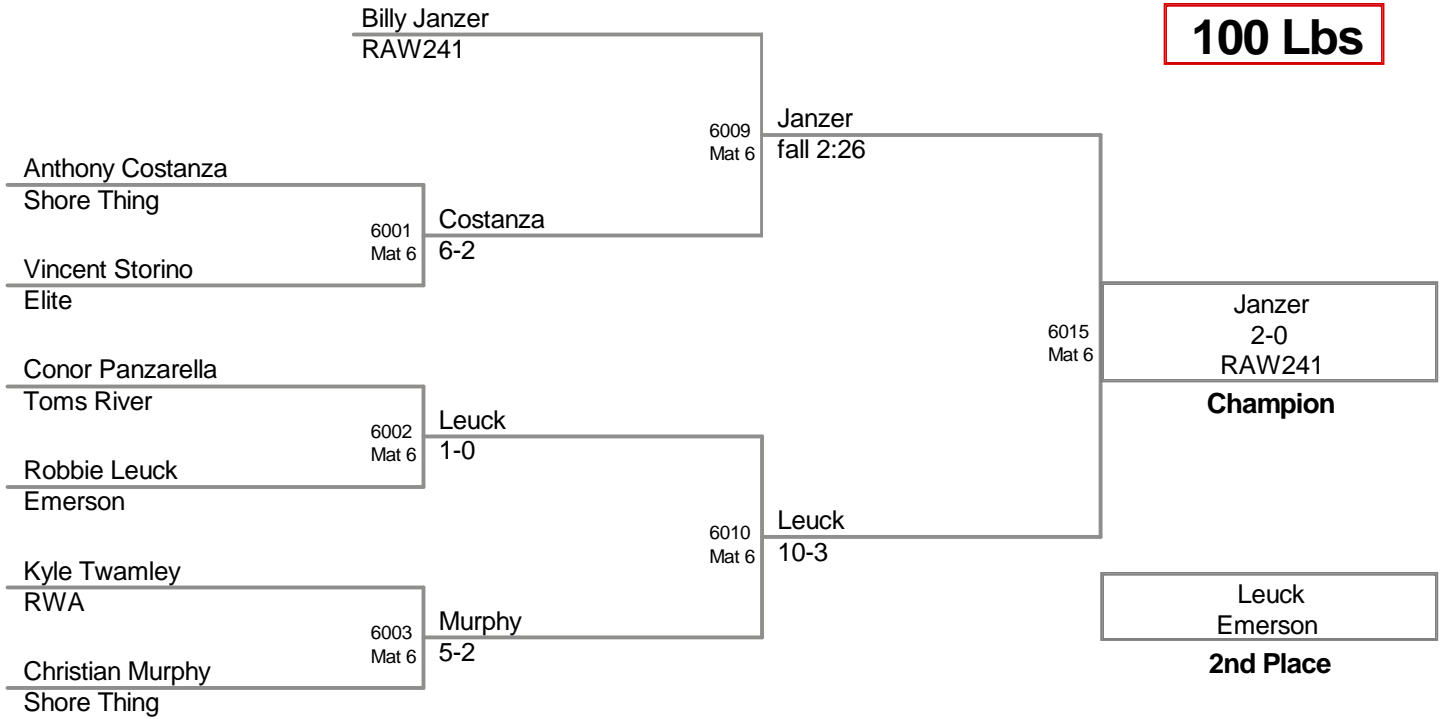 Billy Janzer
RAW241
100 Lbs
6009
Mat 6
Janzer
fall 2:26
Anthony Costanza
Shore Thing
6001
Mat 6
Costanza
6-2
Vincent Storino
Elite
6015
Mat 6
Janzer
2-0
RAW241
Champion
Conor Panzarella
Toms River
6002
Mat 6
Leuck
1-0
Robbie Leuck
Emerson
6010
Mat 6
Leuck
10-3
Kyle Twamley
RWA
6003
Mat 6
Murphy
5-2
Christian Murphy
Shore Thing
Leuck
Emerson
2nd Place